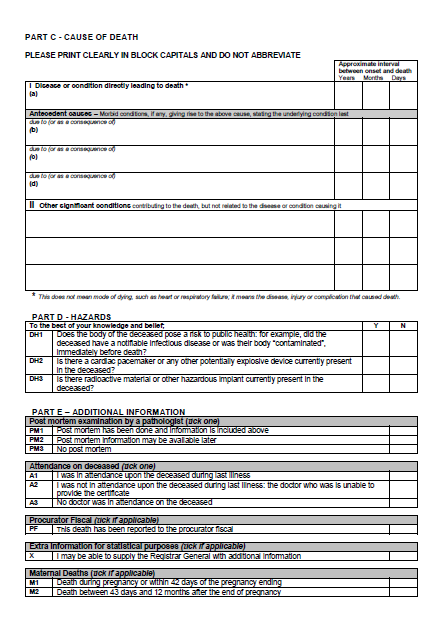 PART C - CAUSE OF DEATH
PLEASE PRINT CLEARLY IN BLOCK CAPITALS AND DO NOT ABBREVIATE
Approximate interval
between onset and death
Years Months Days
I Disease or condition directly leading to death *
(a)
Antecedent causes – Morbid conditions, if any, giving rise to the above cause, stating the underlying condition last
due to (or as a consequence of)
(b)
due to (or as a consequence of)
(c)
due to (or as a consequence of)
(d)
II Other significant conditions contributing to the death, but not related to the disease or condition causing it
* This does not mean mode of dying, such as heart or respiratory failure; it means the disease, injury or complication that caused death.
PART D - HAZARDS
To the best of your knowledge and belief; Y N
DH1 Does the body of the deceased pose a risk to public health: for example, did the
deceased have a notifiable infectious disease or was their body "contaminated",
immediately before death?
DH2 Is there a cardiac pacemaker or any other potentially explosive device currently present
in the deceased?
DH3 Is there radioactive material or other hazardous implant currently present in the
deceased?
PART E – ADDITIONAL INFORMATION
Post mortem examination by a pathologist (tick one)
PM1 Post mortem has been done and information is included above
PM2 Post mortem information may be available later
PM3 No post mortem
Attendance on deceased (tick one)
A1 I was in attendance upon the deceased during last illness
A2 I was not in attendance upon the deceased during last illness: the doctor who was is unable to
provide the certificate
A3 No doctor was in attendance on the deceased
Procurator Fiscal (tick if applicable)
PF This death has been reported to the procurator fiscal
Extra information for statistical purposes (tick if applicable)
X I may be able to supply the Registrar General with additional information
Maternal Deaths (tick if applicable)
M1 Death during pregnancy or within 42 days of the pregnancy ending
M2 Death between 43 days and 12 months after the end of pregnancy